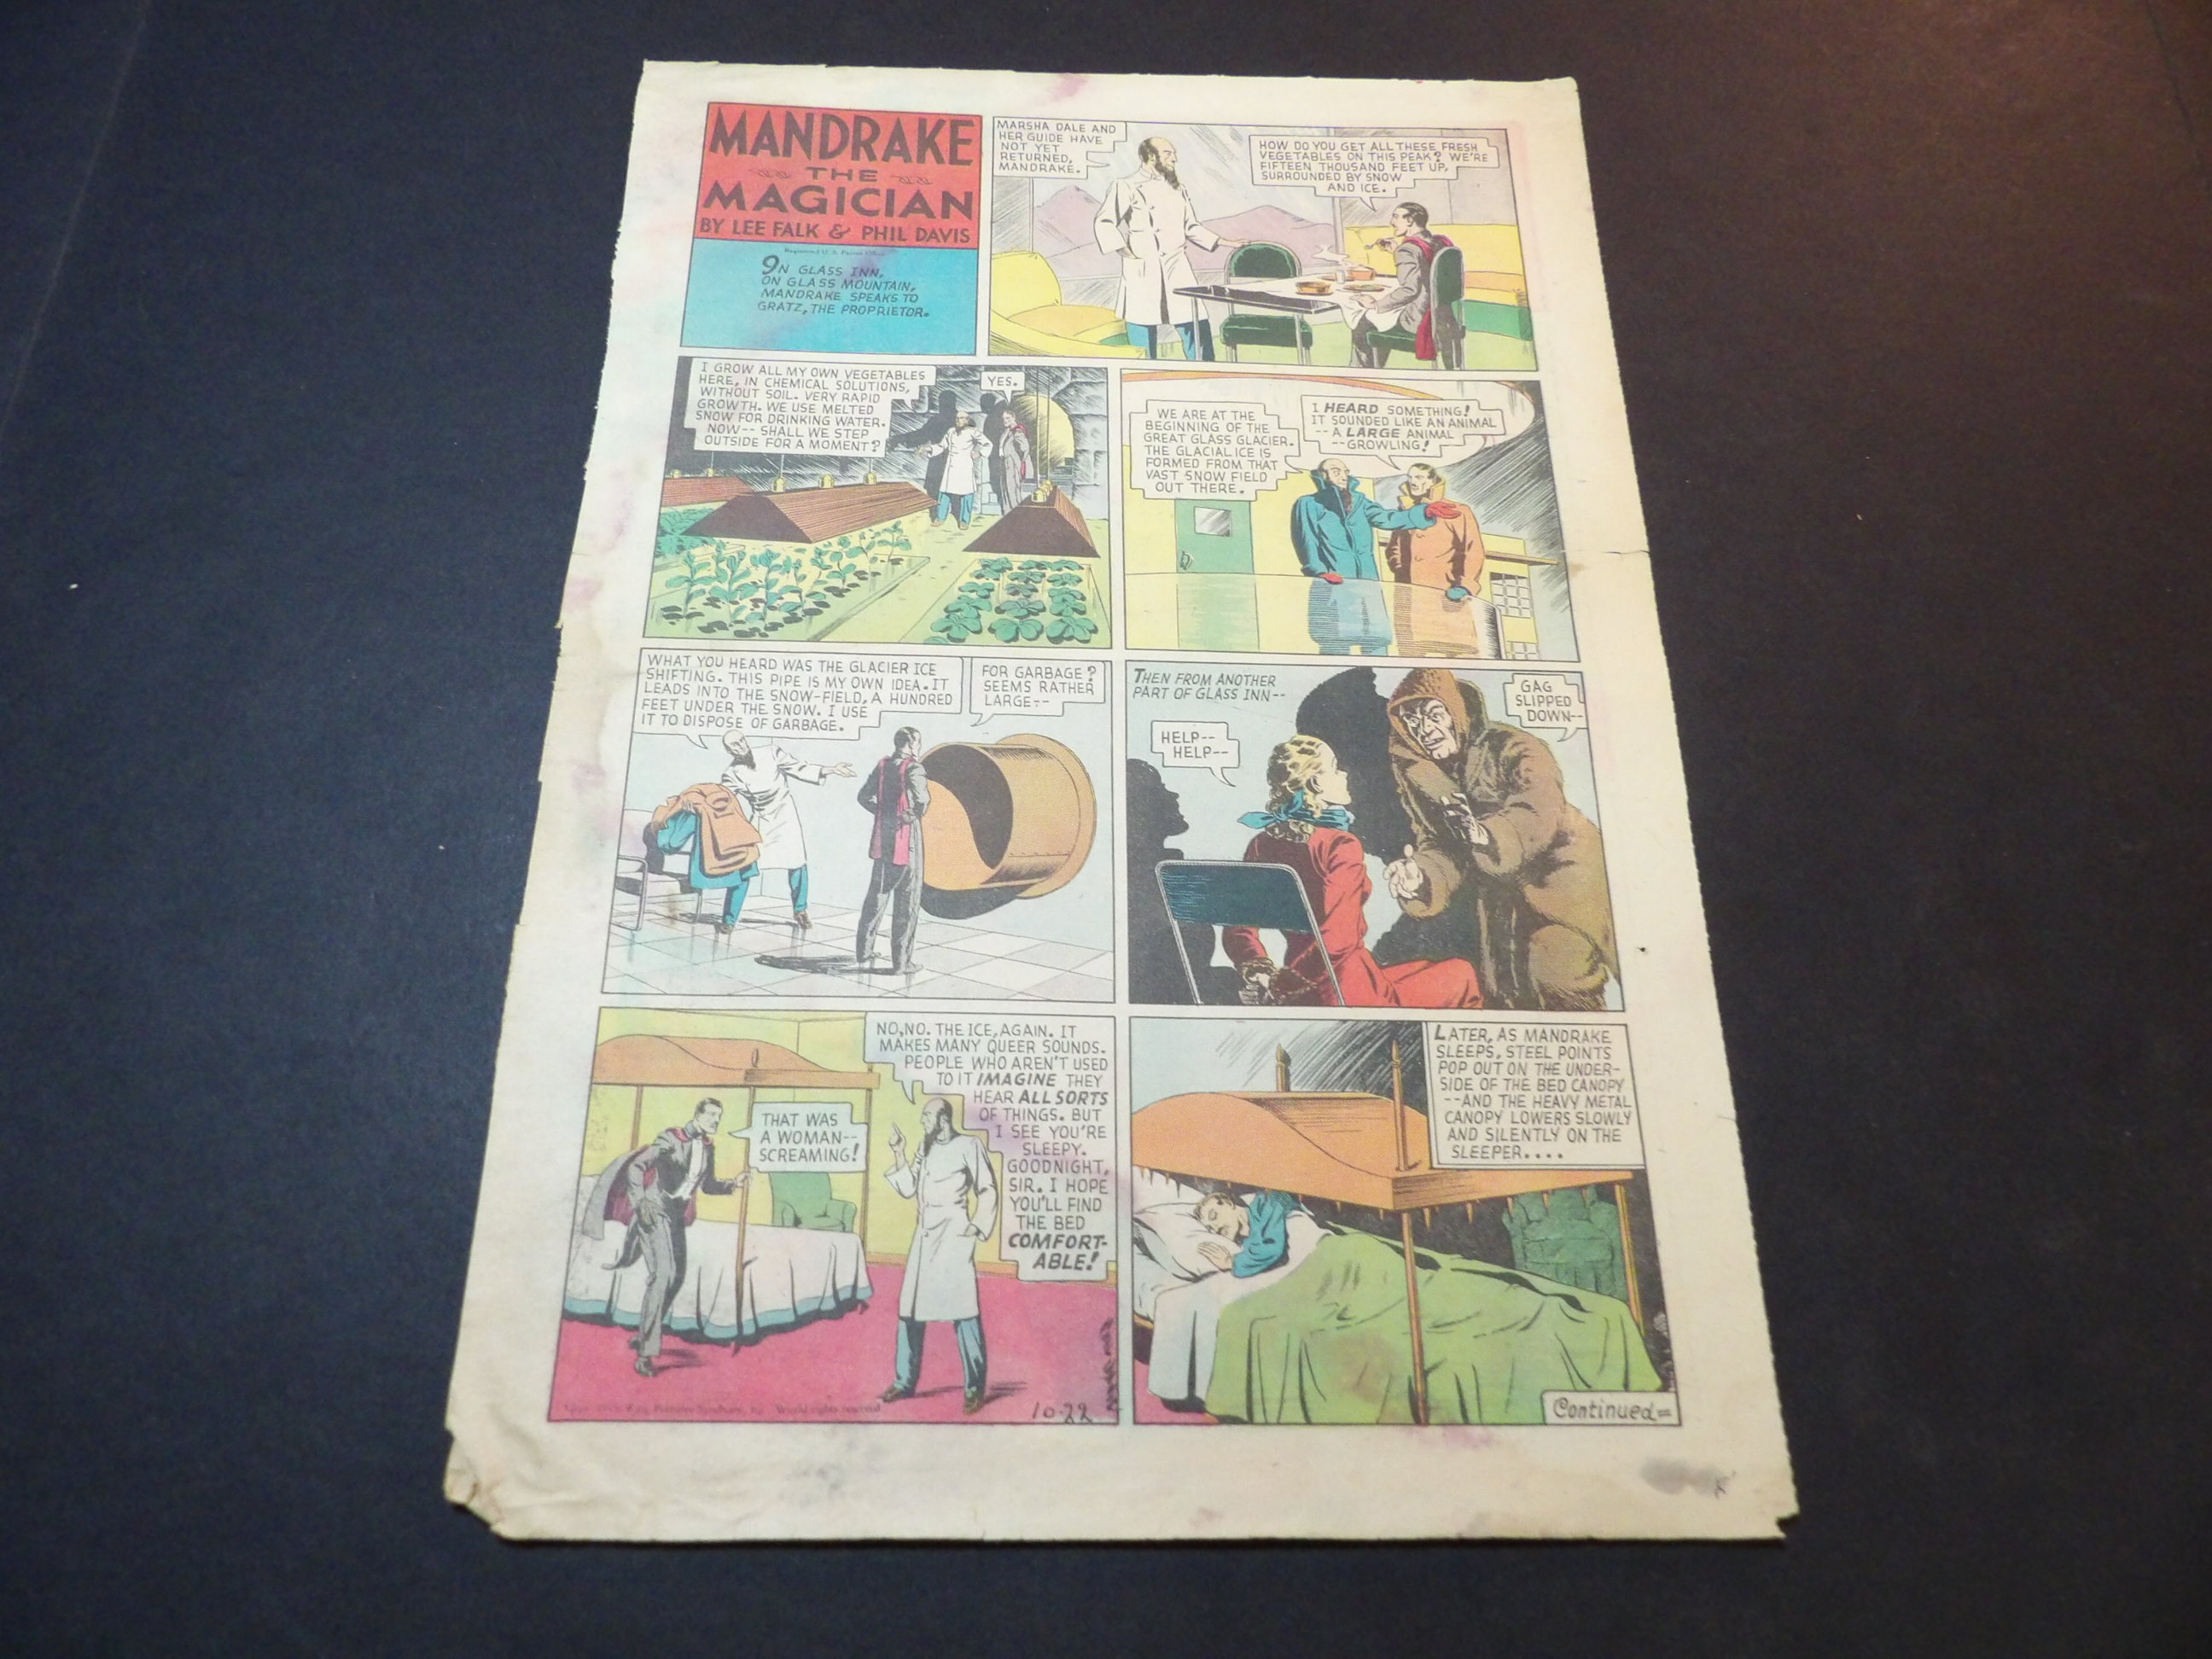 MANDRAKE
THE
MAGICIAN
BY LEE FALK & PHIL DAVIS
Registered U. S. Patent Office
IN GLASS INN,
ON GLASS MOUNTAIN,
MANDRAKE SPEAKS TO
GRATZ, THE PROPRIETOR.
MARSHA DALE AND
HER GUIDE HAVE
NOT YET
RETURNED,
MANDRAKE.
HOW DO YOU GET ALL THESE FRESH
VEGETABLES ON THIS PEAK? WE'RE
FIFTEEN THOUSAND FEET UP,
SURROUNDED BY SNOW
AND ICE.
I GROW ALL MY OWN VEGETABLES
HERE, IN CHEMICAL SOLUTIONS,
WITHOUT SOIL. VERY RAPID
GROWTH. WE USE MELTED
SNOW FOR DRINKING WATER.
NOW-- SHALL WE STEP
OUTSIDE FOR A MOMENT?
YES.
WE ARE AT THE
BEGINNING OF THE
GREAT GLASS GLACIER.
THE GLACIAL ICE IS
FORMED FROM THAT
VAST SNOW FIELD
OUT THERE.
I HEARD SOMETHING!
IT SOUNDED LIKE AN ANIMAL
-- A LARGE ANIMAL
--GROWLING!
WHAT YOU HEARD WAS THE GLACIER ICE
SHIFTING. THIS PIPE IS MY OWN IDEA. IT
LEADS INTO THE SNOW-FIELD, A HUNDRED
FEET UNDER THE SNOW. I USE
IT TO DISPOSE OF GARBAGE.
FOR GARBAGE?
SEEMS RATHER
LARGE--
THEN FROM ANOTHER
PART OF GLASS INN--
HELP--
HELP--
GAG
SLIPPED
DOWN--
THAT WAS
A WOMAN--
SCREAMING!
NO, NO. THE ICE, AGAIN. IT
MAKES MANY QUEER SOUNDS.
PEOPLE WHO AREN'T USED
TO IT IMAGINE THEY
HEAR ALL SORTS
OF THINGS. BUT
I SEE YOU'RE
SLEEPY.
GOODNIGHT,
SIR. I HOPE
YOU'LL FIND
THE BED
COMFORT-
ABLE!
King Features Syndicate, Inc. World rights reserved
10-22
LATER, AS MANDRAKE
SLEEPS, STEEL POINTS
POP OUT ON THE UNDER-
SIDE OF THE BED CANOPY
--AND THE HEAVY METAL
CANOPY LOWERS SLOWLY
AND SILENTLY ON THE
SLEEPER....
Continued=